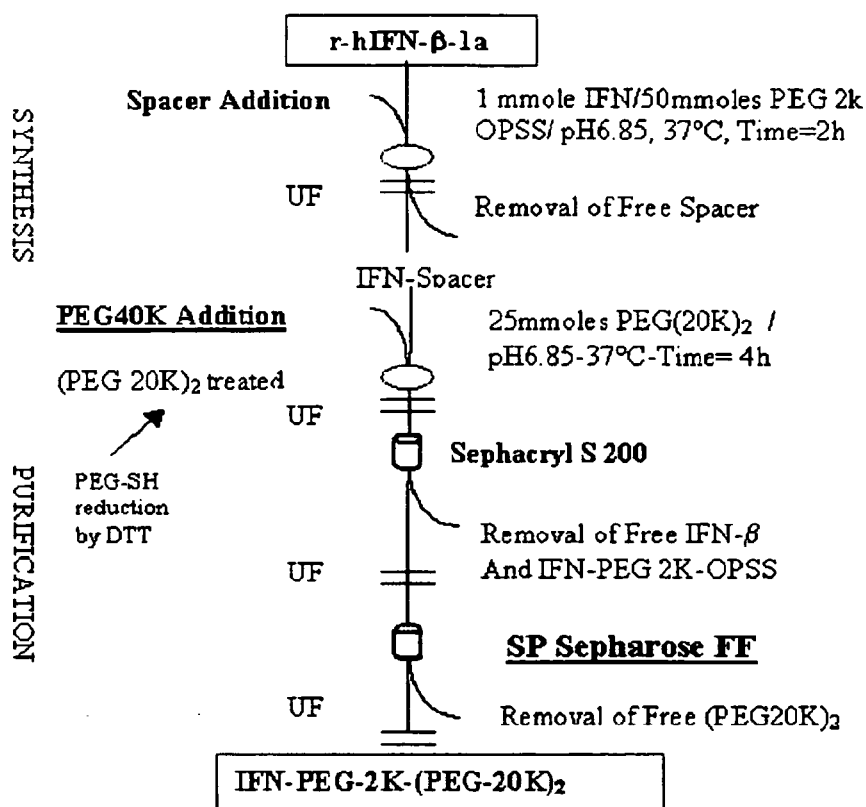 r-hIFN-β-1a
Spacer Addition
1 mmole IFN/50mmoles PEG 2k
OPSS/ pH6.85, 37°C, Time=2h
SYNTHESIS
UF
Removal of Free Spacer
IFN-Spacer
PEG40K Addition
25mmoles PEG(20K)₂ /
pH6.85-37°C-Time= 4h
(PEG 20K)₂ treated
UF
Sephacryl S 200
PURIFICATION
PEG-SH
reduction
by DTT
Removal of Free IFN-β
And IFN-PEG 2K-OPSS
UF
SP Sepharose FF
UF
Removal of Free (PEG20K)₂
IFN-PEG-2K-(PEG-20K)₂